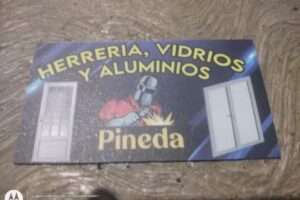 HERRERIA, VIDRIOS
Y ALUMINIOS
Pineda